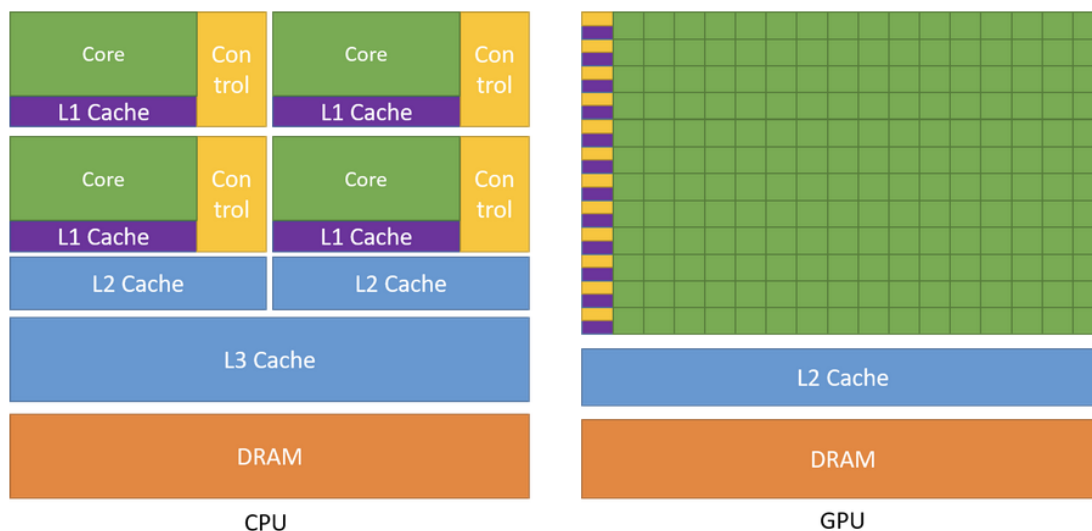 Core
Con
trol
Core
Con
trol
L1 Cache
L1 Cache
Core
Con
trol
Core
Con
trol
L1 Cache
L1 Cache
L2 Cache
L2 Cache
L3 Cache
L2 Cache
DRAM
DRAM
CPU
GPU